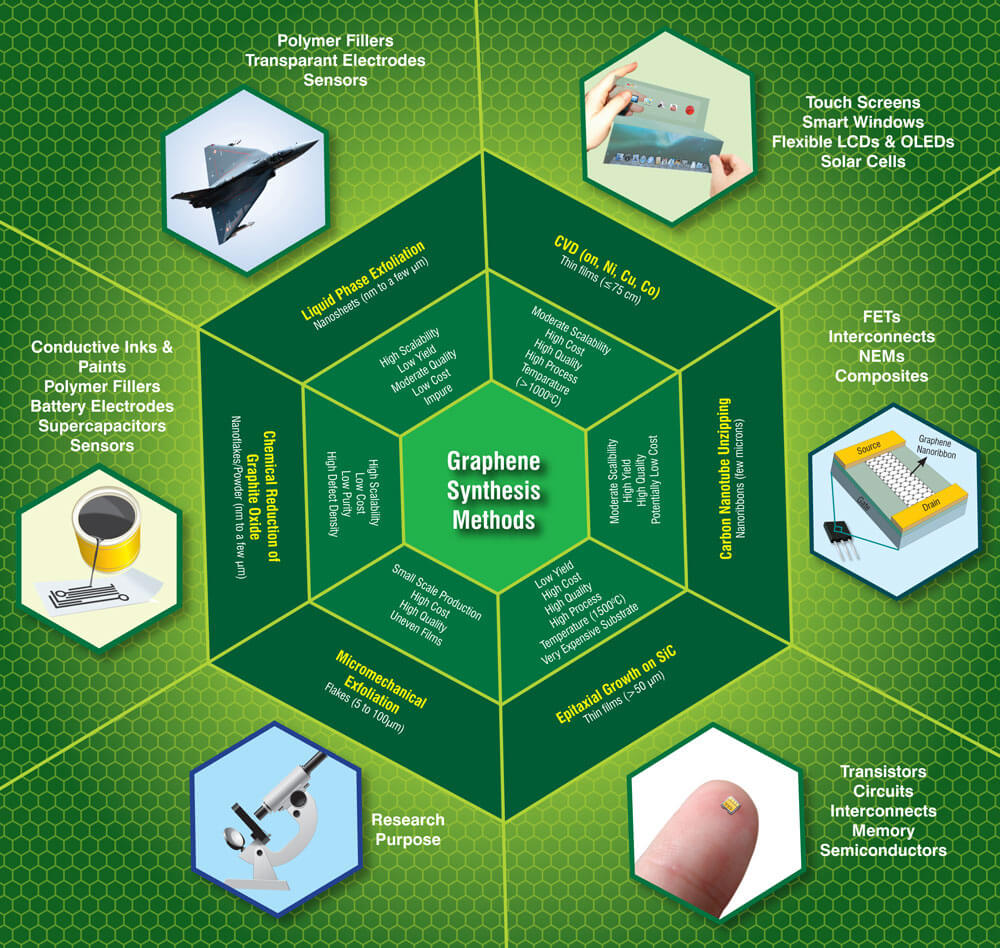 Polymer Fillers
Transparant Electrodes
Sensors
Touch Screens
Smart Windows
Flexible LCDs & OLEDs
Solar Cells
Liquid Phase Exfoliation
Nanosheets (nm to a few µm)
High Scalability
Low Yield
Moderate Quality
Low Cost
Impure
CVD (on, Ni, Cu, Co)
Thin films (≤75 cm)
Moderate Scalability
High Cost
High Quality
High Process
Temparature
(>1000ºC)
FETs
Interconnects
NEMs
Composites
Carbon Nanotube Unzipping
Nanoribbons (few microns)
Moderate Scalibility
High Yield
High Quality
Potentially Low Cost
Source
Graphene
Nanoribbon
Gate
Drain
Conductive Inks &
Paints
Polymer Fillers
Battery Electrodes
Supercapacitors
Sensors
Chemical Reduction of
Graphite Oxide
Nanoflakes/Powder (nm to a few µm)
High Scalability
Low Cost
Low Purity
High Defect Density
Graphene
Synthesis
Methods
Small Scale Production
High Cost
High Quality
Uneven Films
Micromechanical
Exfoliation
Flakes (5 to 100µm)
Low Yield
High Cost
High Quality
High Process
Temperature (1500ºC)
Very Expensive Substrate
Epitaxial Growth on SiC
Thin films (>50 µm)
Research
Purpose
Transistors
Circuits
Interconnects
Memory
Semiconductors